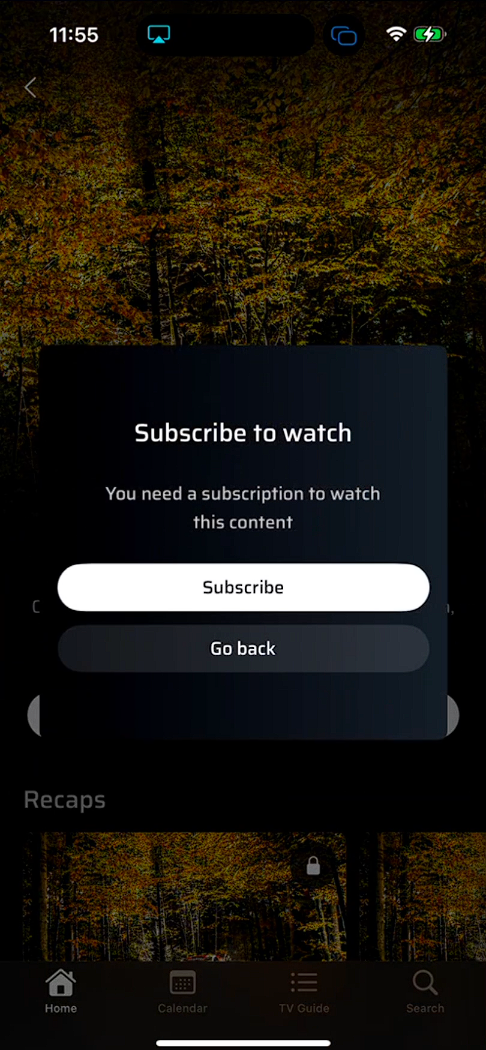 11:55
Subscribe to watch
You need a subscription to watch
this content
Subscribe
Go back
Recaps
Home
Calendar
TV Guide
Search